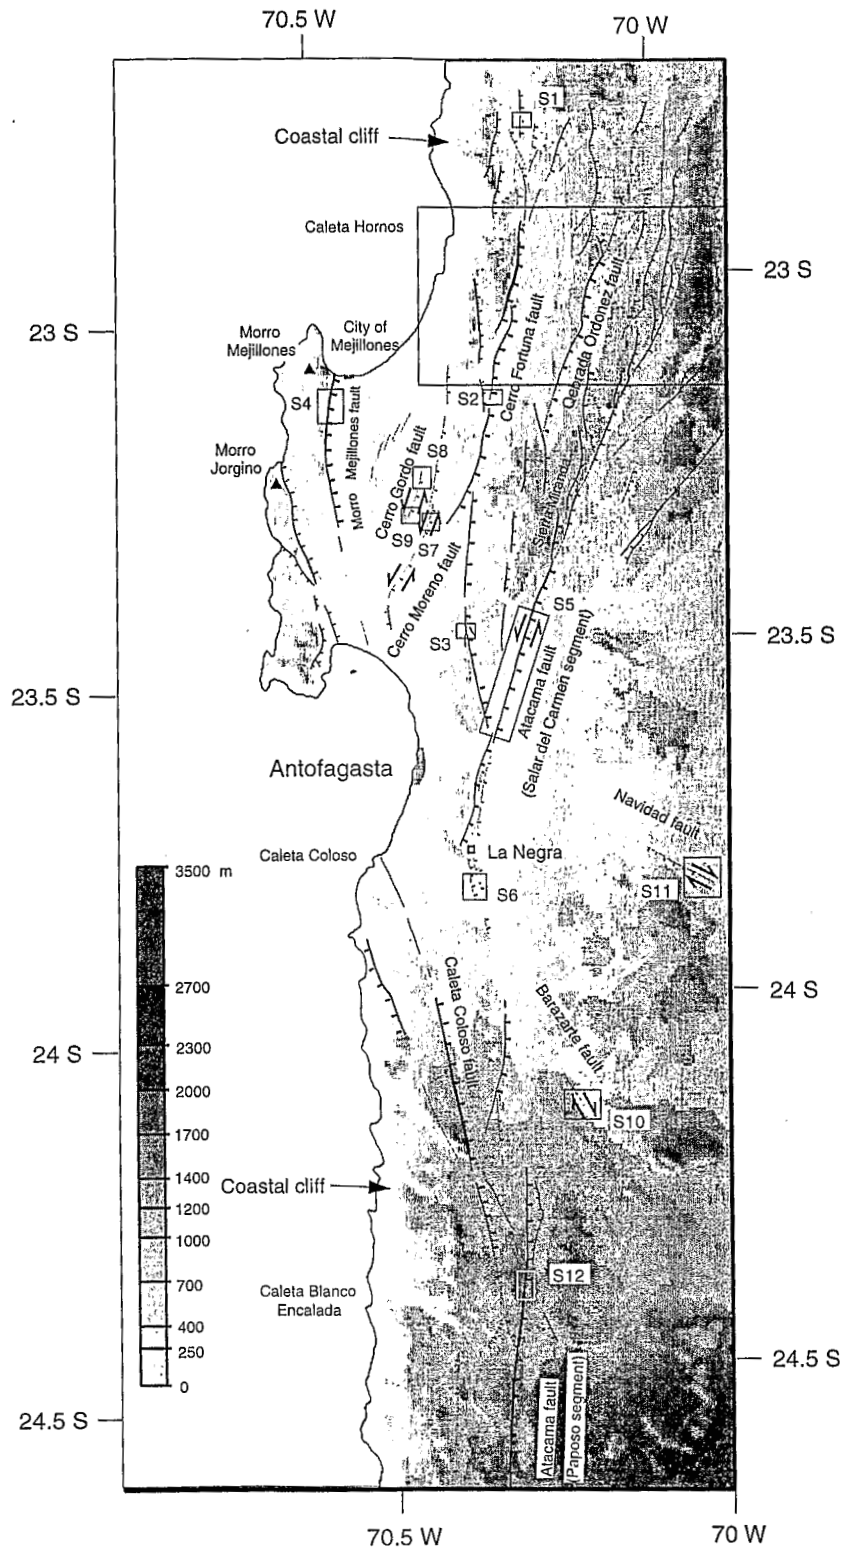 70.5 W
70 W
S1
Coastal cliff
Caleta Hornos
23 S
23 S
Morro
Mejillones
City of
Mejillones
Cerro Fortuna fault
Qebrada Ordonez fault
S2
S4
Morro Mejillones fault
Morro
Jorgino
Cerro Gordo fault
S8
Sierra Miranda
S9
S7
Cerro Moreno fault
S5
S3
23.5 S
23.5 S
Atacama fault
(Salar del Carmen segment)
Antofagasta
Navidad fault
Caleta Coloso
La Negra
3500 m
S11
S6
2700
24 S
Caleta Coloso fault
Barazarte fault
2300
24 S
2000
1700
S10
1400
Coastal cliff
1200
1000
S12
700
Caleta Blanco
Encalada
400
250
0
24.5 S
Atacama fault
(Paposo segment)
24.5 S
70.5 W
70 W